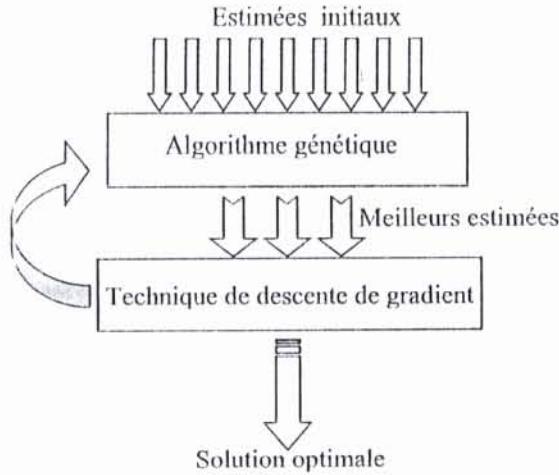 Estimées initiaux
Algorithme génétique
Meilleurs estimées
Technique de descente de gradient
Solution optimale